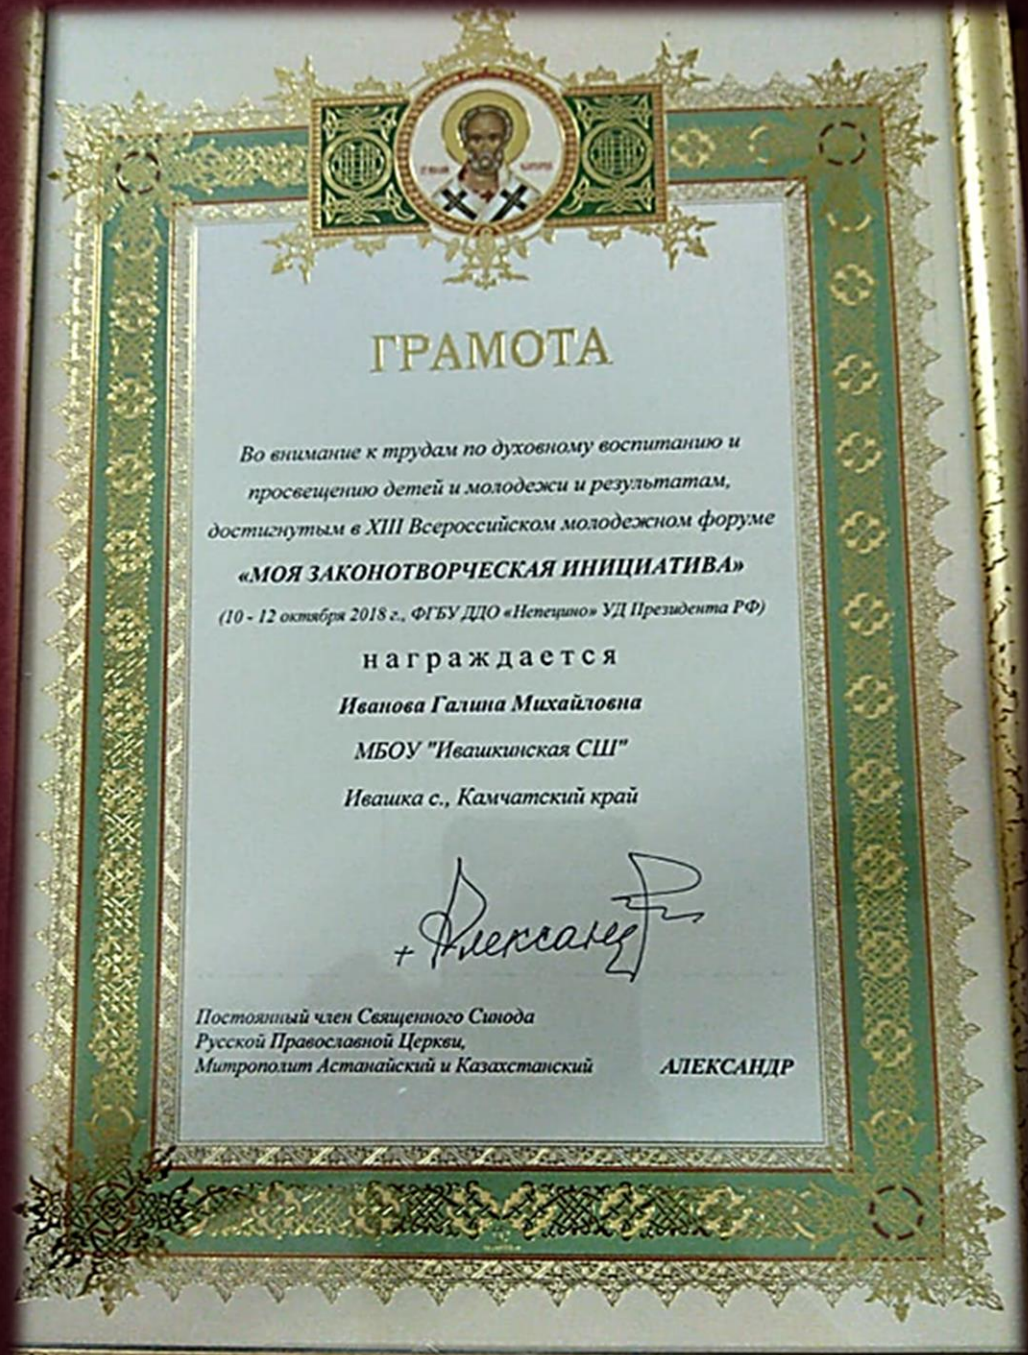 ГРАМОТА
Во внимание к трудам по духовному воспитанию и
просвещению детей и молодежи и результатам,
достигнутым в XIII Всероссийском молодежном форуме
«МОЯ ЗАКОНОТВОРЧЕСКАЯ ИНИЦИАТИВА»
(10 - 12 октября 2018 г., ФГБУ ДДО «Непецино» УД Президента РФ)
награждается
Иванова Галина Михайловна
МБОУ "Ивашкинская СШ"
Ивашка с., Камчатский край
+ Александр
Постоянный член Священного Синода
Русской Православной Церкви,
Митрополит Астанайский и Казахстанский АЛЕКСАНДР